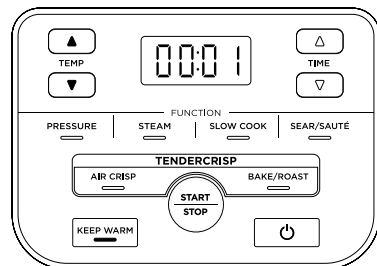 00:01
TEMP
TIME
FUNCTION
PRESSURE STEAM SLOW COOK SEAR/SAUTÉ
TENDERCRISP
AIR CRISP BAKE/ROAST
START
STOP
KEEP WARM